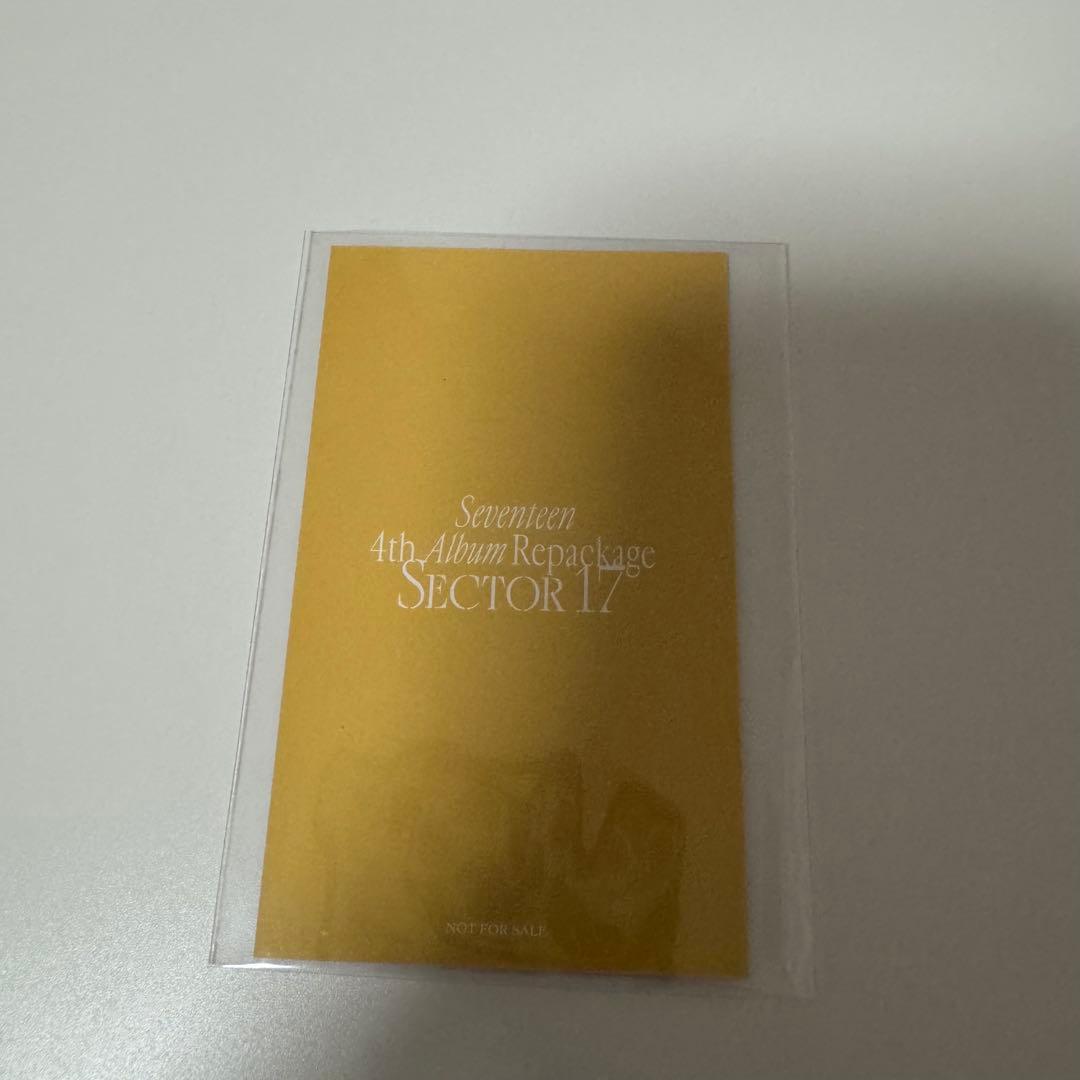 Seventeen
4th Album Repackage
SECTOR 17
NOT FOR SALE